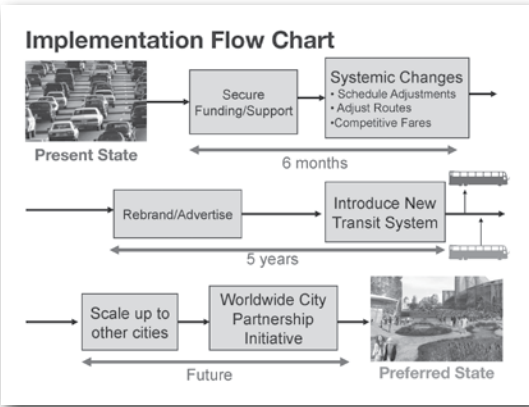 Implementation Flow Chart
Present State
Secure
Funding/Support
Systemic Changes
• Schedule Adjustments
• Adjust Routes
•Competitive Fares
6 months
Rebrand/Advertise
Introduce New
Transit System
5 years
Scale up to
other cities
Worldwide City
Partnership
Initiative
Future
Preferred State